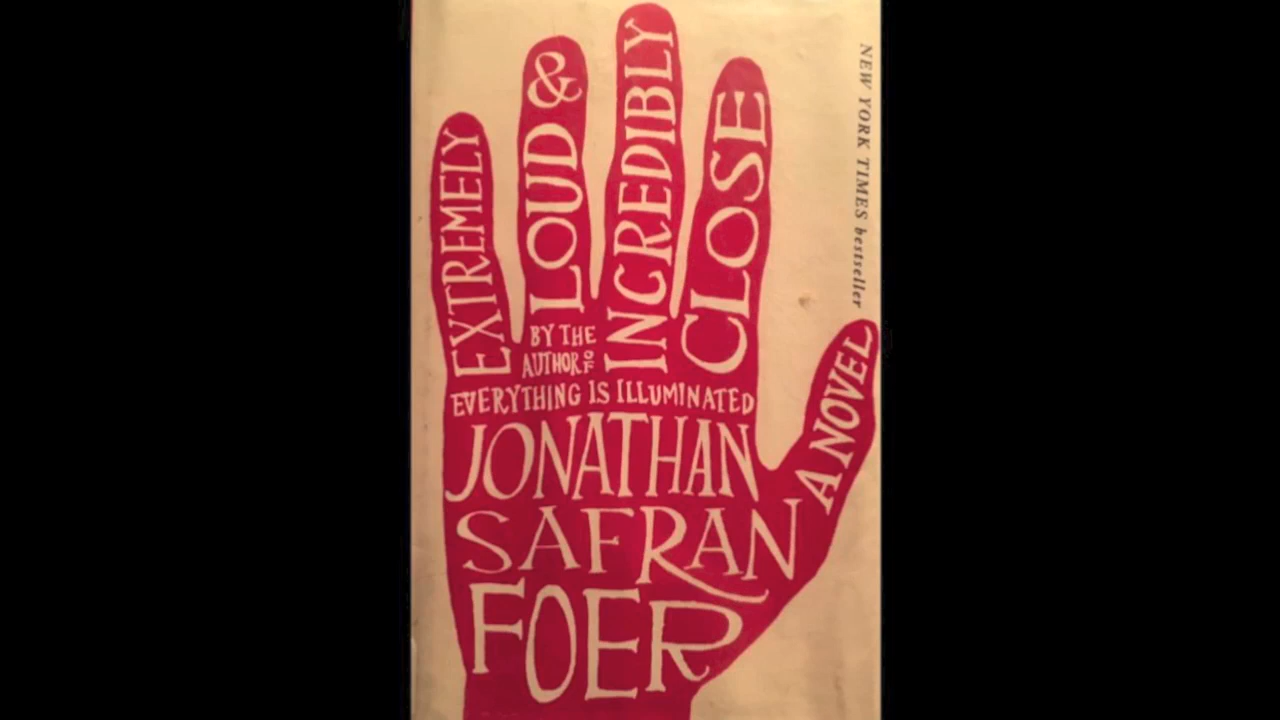 EXTREMELY
LOUD &
INCREDIBLY
CLOSE
BY THE
AUTHOR OF
EVERYTHING IS ILLUMINATED
JONATHAN
SAFRAN
FOER
A NOVEL
NEW YORK TIMES bestseller